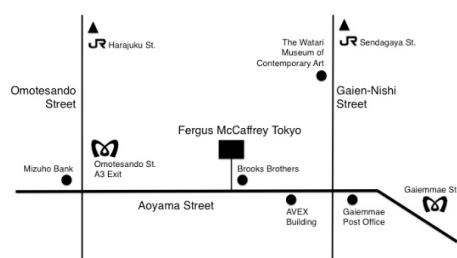 JR Harajuku St.
The Watari
Museum of
Contemporary Art
JR Sendagaya St.
Omotesando
Street
Gaien-Nishi
Street
Fergus McCaffrey Tokyo
Mizuho Bank
Omotesando St.
A3 Exit
Brooks Brothers
Aoyama Street
AVEX
Building
Gaiemmae
Post Office
Gaiemmae St